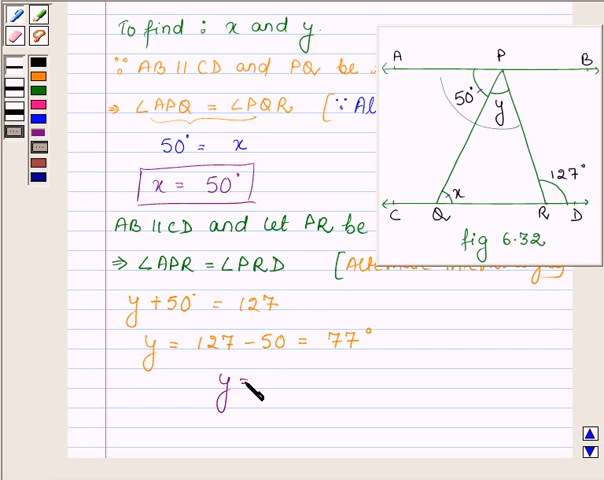 To find : x and y.
∵ AB || CD and PQ be
⇒ ∠APQ = ∠PQR [∵ Al
50° = x
x = 50°
AB || CD and let PR be
⇒ ∠APR = ∠PRD [Alternate
y + 50° = 127
y = 127 - 50 = 77°
y =
A P B
50° y
127°
x
C Q R D
fig 6.32